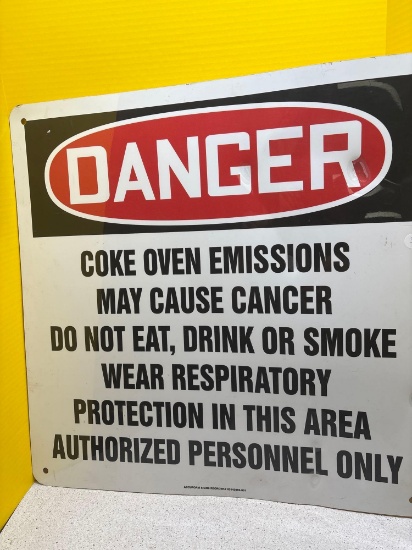 DANGER
COKE OVEN EMISSIONS
MAY CAUSE CANCER
DO NOT EAT, DRINK OR SMOKE
WEAR RESPIRATORY
PROTECTION IN THIS AREA
AUTHORIZED PERSONNEL ONLY